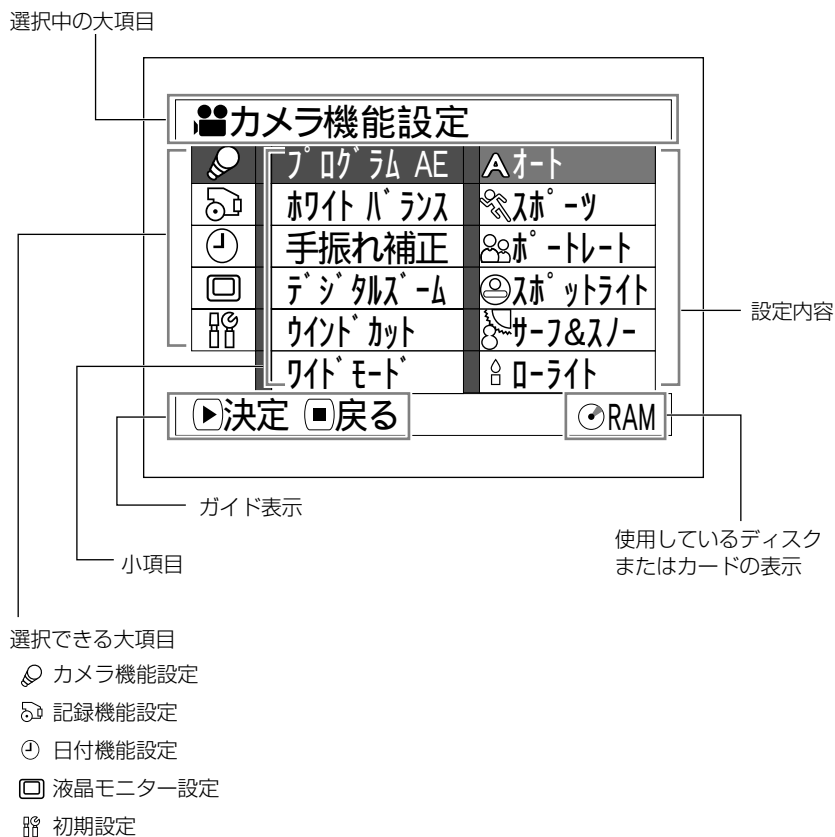 選択中の大項目
カメラ機能設定
プログラム AE
オート
ホワイトバランス
スポーツ
手振れ補正
ポートレート
デジタルズーム
スポットライト
設定内容
ウインドカット
サーフ&スノー
ワイドモード
ローライト
決定 戻る
RAM
ガイド表示
使用しているディスク
またはカードの表示
小項目
選択できる大項目
カメラ機能設定
記録機能設定
日付機能設定
液晶モニター設定
初期設定